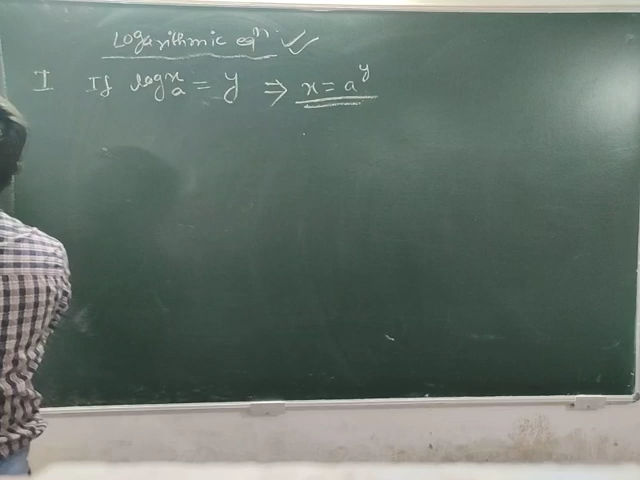 Logarithmic eqⁿ.
I If logₐˣ = y ⇒ x = aʸ